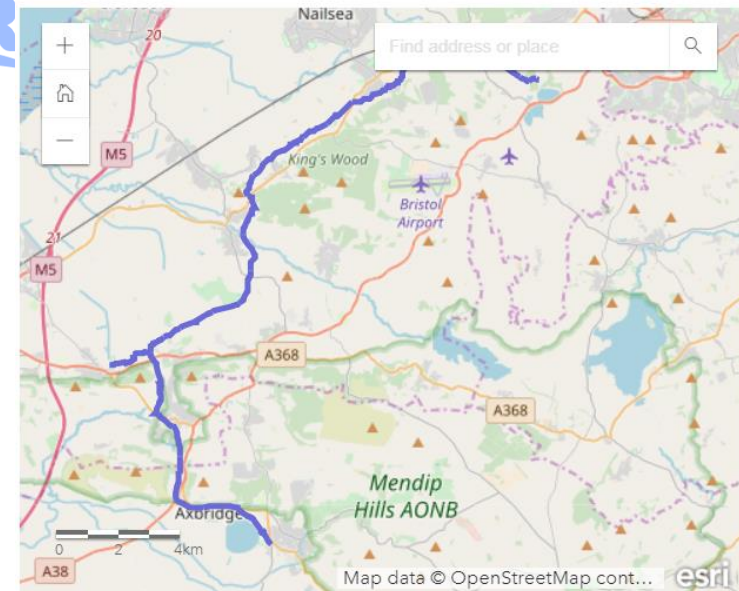 Nailsea
20
Find address or place
M5
King's Wood
Bristol
Airport
21
M5
A368
A368
Mendip
Hills AONB
Axbridge
0 2 4km
A38
Map data © OpenStreetMap cont...
esri